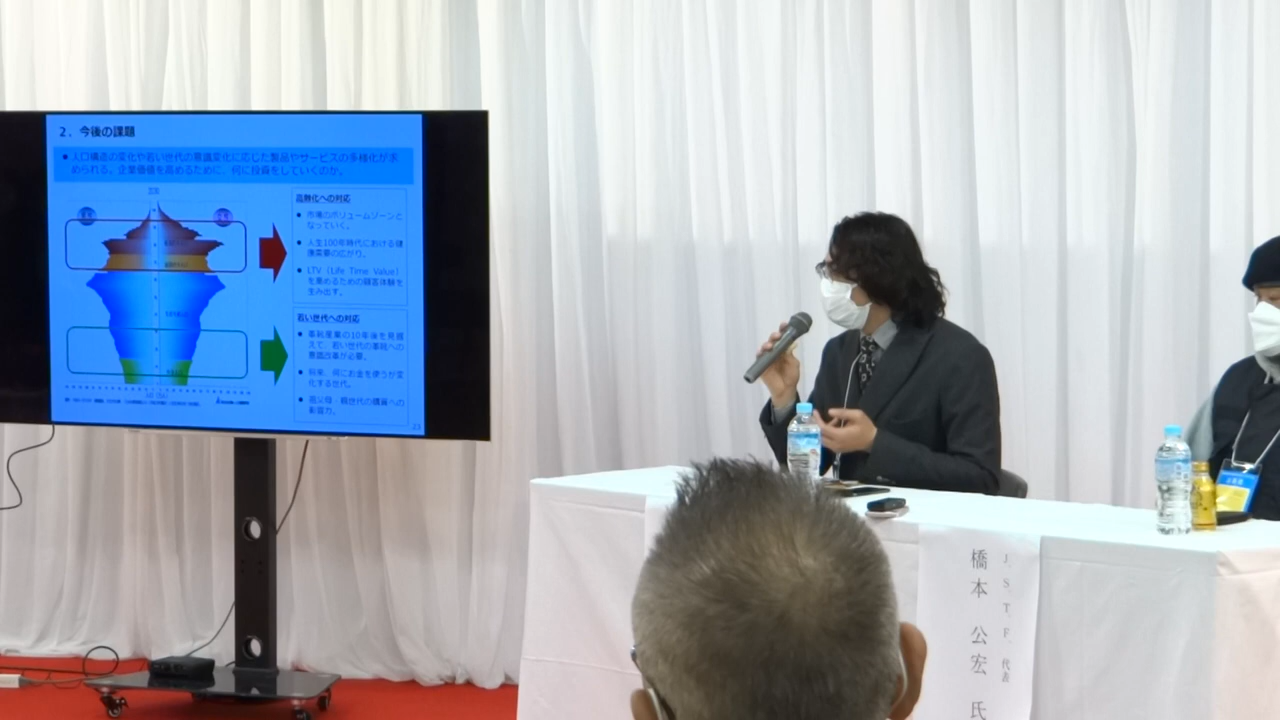 2．今後の課題
● 人口構造の変化や若い世代の意識変化に応じた製品やサービスの多様化が求
められる。企業価値を高めるために、何に投資をしていくのか。
高齢化への対応
● 市場のボリュームゾーンと
なっていく。
● 人生100年時代における健
康需要の広がり。
● LTV（Life Time Value）
を高めるための顧客体験を
生み出す。
若い世代への対応
● 革靴産業の10年後を見据
えて、若い世代の革靴への
意識改革が必要。
● 将来、何にお金を使うかが変
化する世代。
● 祖父母・親世代の購買への
影響力。
23
J．S．T．F．代表
橋本 公宏 氏